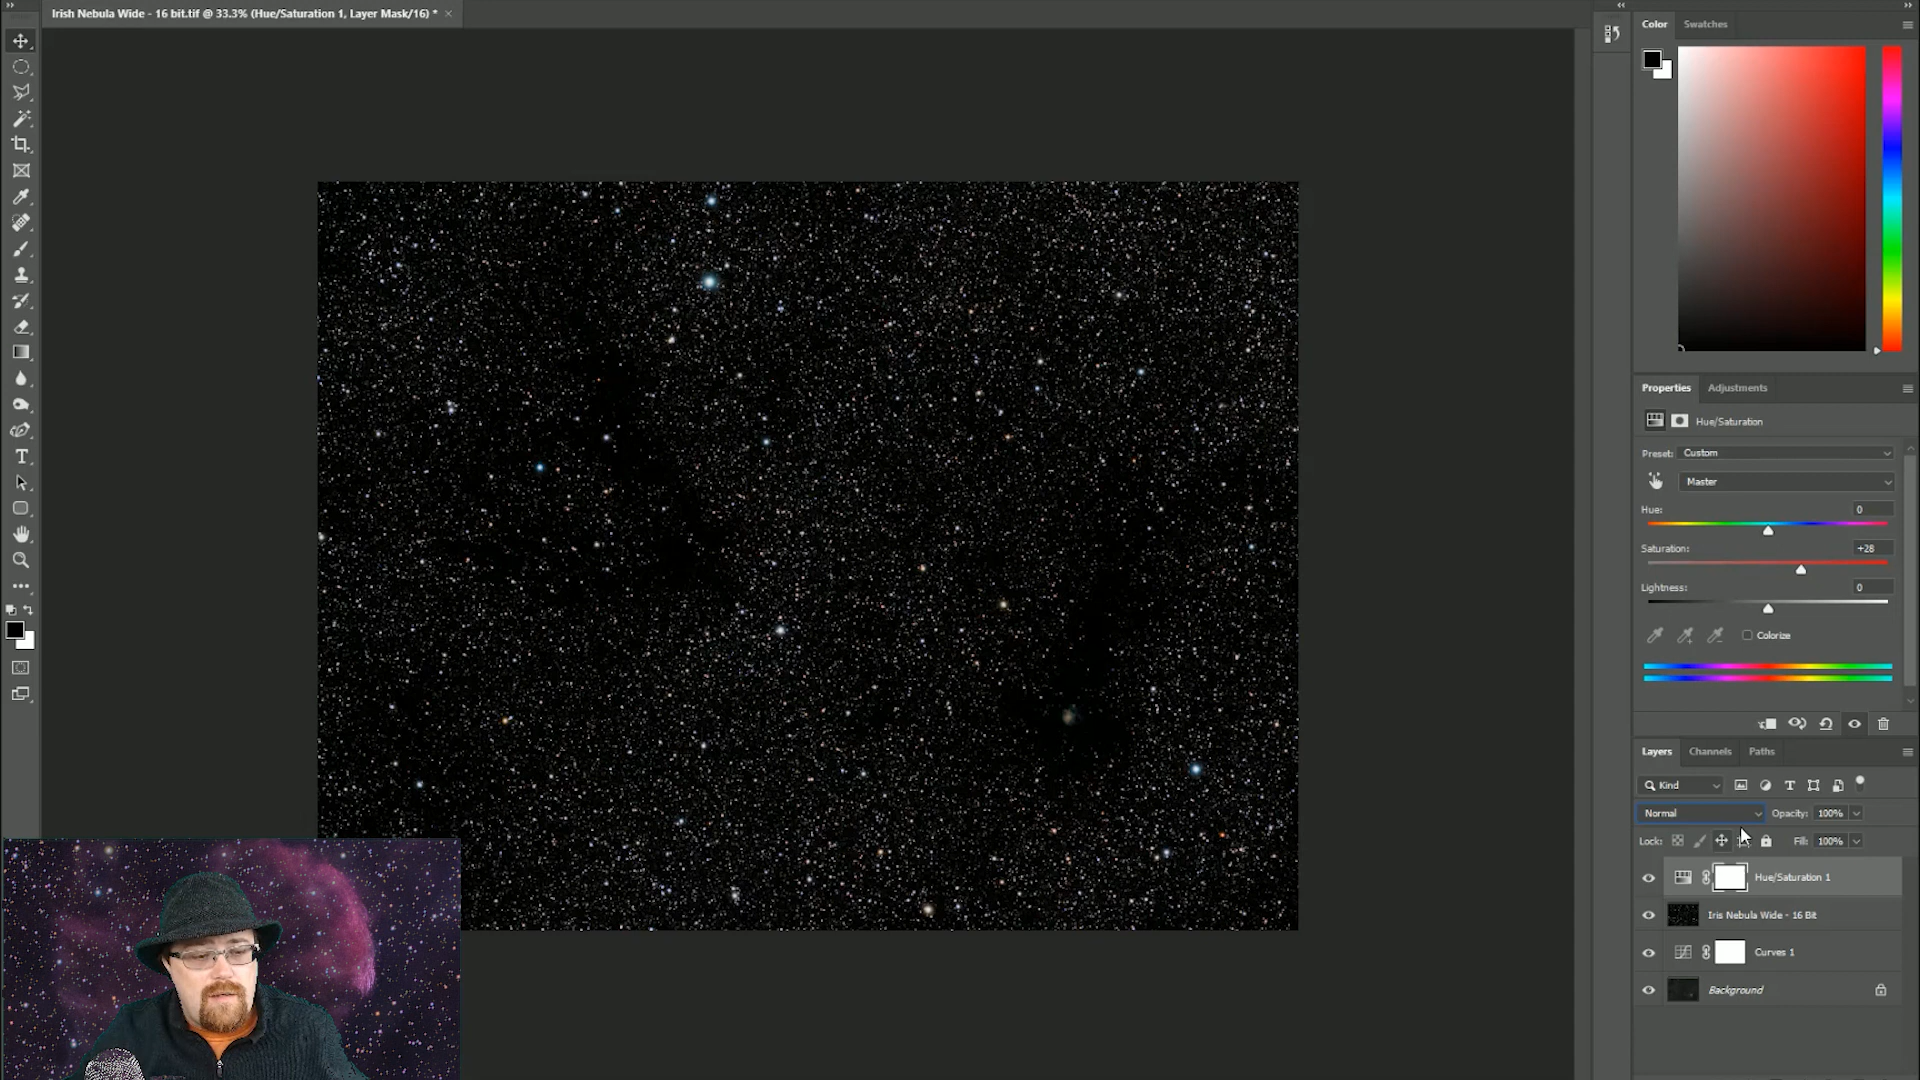 Irish Nebula Wide - 16 bit.tif @ 33.3% (Hue/Saturation 1, Layer Mask/16) *
Color
Swatches
Properties
Adjustments
Hue/Saturation
Preset: Custom
Master
Hue: 0
Saturation: +28
Lightness: 0
Colorize
Layers
Channels
Paths
Kind
Normal
Opacity: 100%
Lock:
Fill: 100%
Hue/Saturation 1
Iris Nebula Wide - 16 Bit
Curves 1
Background